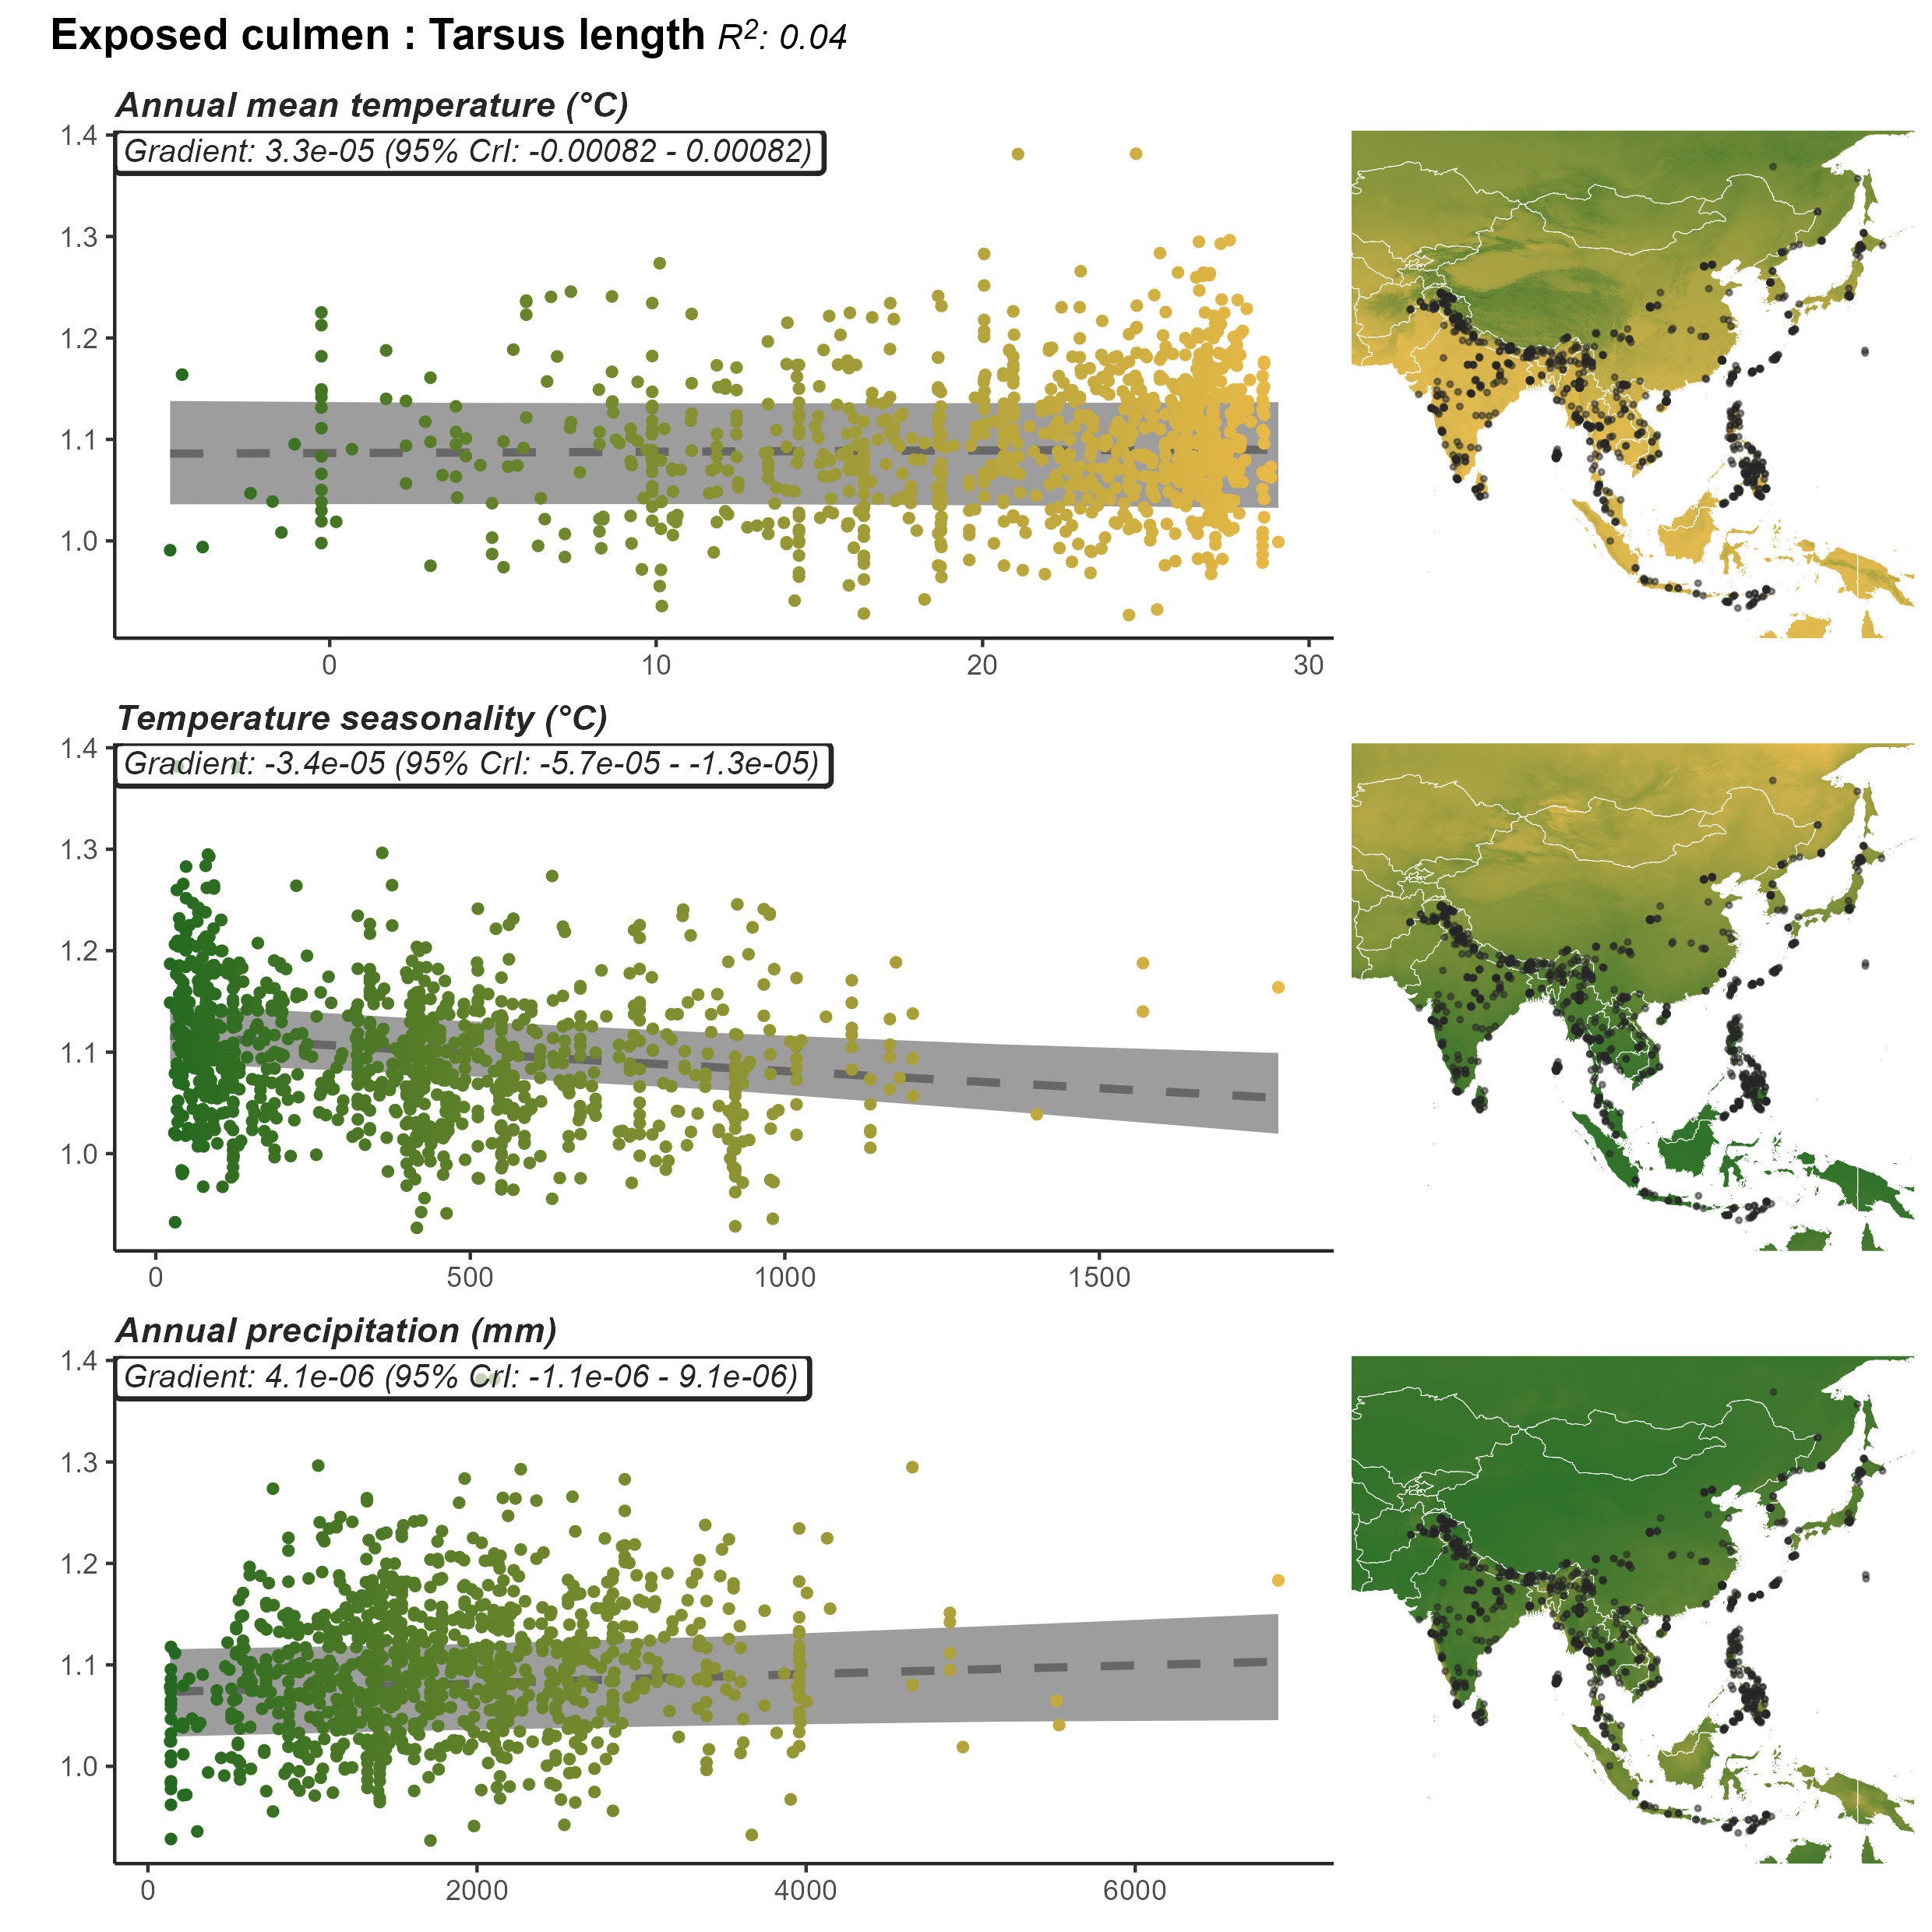 Exposed culmen : Tarsus length R²: 0.04
Annual mean temperature (°C)
Gradient: 3.3e-05 (95% CrI: -0.00082 - 0.00082)
1.4
1.3
1.2
1.1
1.0
0 10 20 30
Temperature seasonality (°C)
Gradient: -3.4e-05 (95% CrI: -5.7e-05 - -1.3e-05)
1.4
1.3
1.2
1.1
1.0
0 500 1000 1500
Annual precipitation (mm)
Gradient: 4.1e-06 (95% CrI: -1.1e-06 - 9.1e-06)
1.4
1.3
1.2
1.1
1.0
0 2000 4000 6000